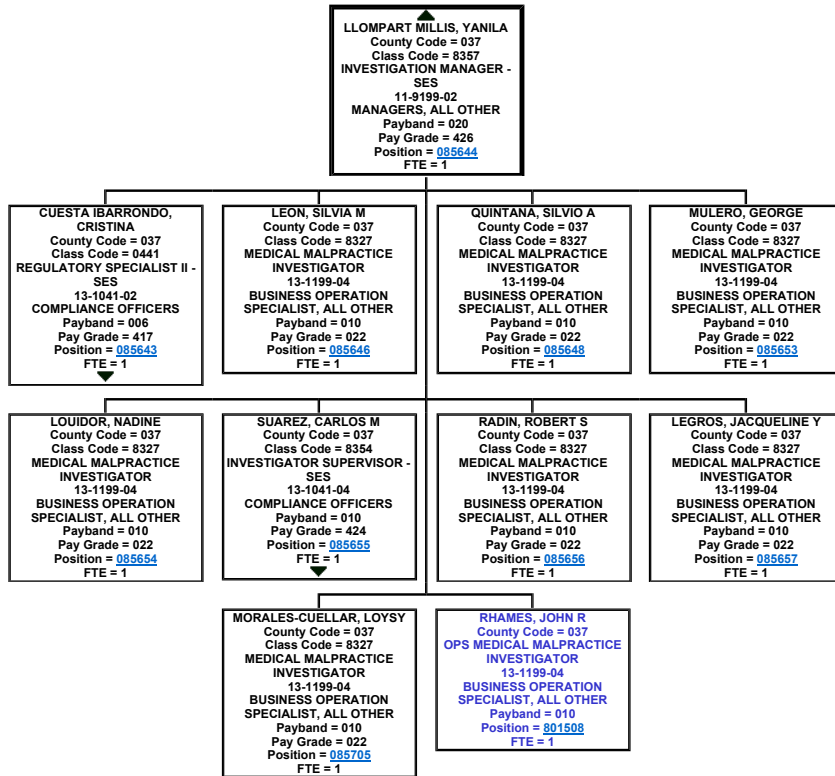 LLOMPART MILLIS, YANILA
County Code = 037
Class Code = 8357
INVESTIGATION MANAGER -
SES
11-9199-02
MANAGERS, ALL OTHER
Payband = 020
Pay Grade = 426
Position = 085644
FTE = 1
CUESTA IBARRONDO,
CRISTINA
County Code = 037
Class Code = 0441
REGULATORY SPECIALIST II -
SES
13-1041-02
COMPLIANCE OFFICERS
Payband = 006
Pay Grade = 417
Position = 085643
FTE = 1
LEON, SILVIA M
County Code = 037
Class Code = 8327
MEDICAL MALPRACTICE
INVESTIGATOR
13-1199-04
BUSINESS OPERATION
SPECIALIST, ALL OTHER
Payband = 010
Pay Grade = 022
Position = 085646
FTE = 1
QUINTANA, SILVIO A
County Code = 037
Class Code = 8327
MEDICAL MALPRACTICE
INVESTIGATOR
13-1199-04
BUSINESS OPERATION
SPECIALIST, ALL OTHER
Payband = 010
Pay Grade = 022
Position = 085648
FTE = 1
MULERO, GEORGE
County Code = 037
Class Code = 8327
MEDICAL MALPRACTICE
INVESTIGATOR
13-1199-04
BUSINESS OPERATION
SPECIALIST, ALL OTHER
Payband = 010
Pay Grade = 022
Position = 085653
FTE = 1
LOUIDOR, NADINE
County Code = 037
Class Code = 8327
MEDICAL MALPRACTICE
INVESTIGATOR
13-1199-04
BUSINESS OPERATION
SPECIALIST, ALL OTHER
Payband = 010
Pay Grade = 022
Position = 085654
FTE = 1
SUAREZ, CARLOS M
County Code = 037
Class Code = 8354
INVESTIGATOR SUPERVISOR -
SES
13-1041-04
COMPLIANCE OFFICERS
Payband = 010
Pay Grade = 424
Position = 085655
FTE = 1
RADIN, ROBERT S
County Code = 037
Class Code = 8327
MEDICAL MALPRACTICE
INVESTIGATOR
13-1199-04
BUSINESS OPERATION
SPECIALIST, ALL OTHER
Payband = 010
Pay Grade = 022
Position = 085656
FTE = 1
LEGROS, JACQUELINE Y
County Code = 037
Class Code = 8327
MEDICAL MALPRACTICE
INVESTIGATOR
13-1199-04
BUSINESS OPERATION
SPECIALIST, ALL OTHER
Payband = 010
Pay Grade = 022
Position = 085657
FTE = 1
MORALES-CUELLAR, LOYSY
County Code = 037
Class Code = 8327
MEDICAL MALPRACTICE
INVESTIGATOR
13-1199-04
BUSINESS OPERATION
SPECIALIST, ALL OTHER
Payband = 010
Pay Grade = 022
Position = 085705
FTE = 1
RHAMES, JOHN R
County Code = 037
OPS MEDICAL MALPRACTICE
INVESTIGATOR
13-1199-04
BUSINESS OPERATION
SPECIALIST, ALL OTHER
Payband = 010
Position = 801508
FTE = 1